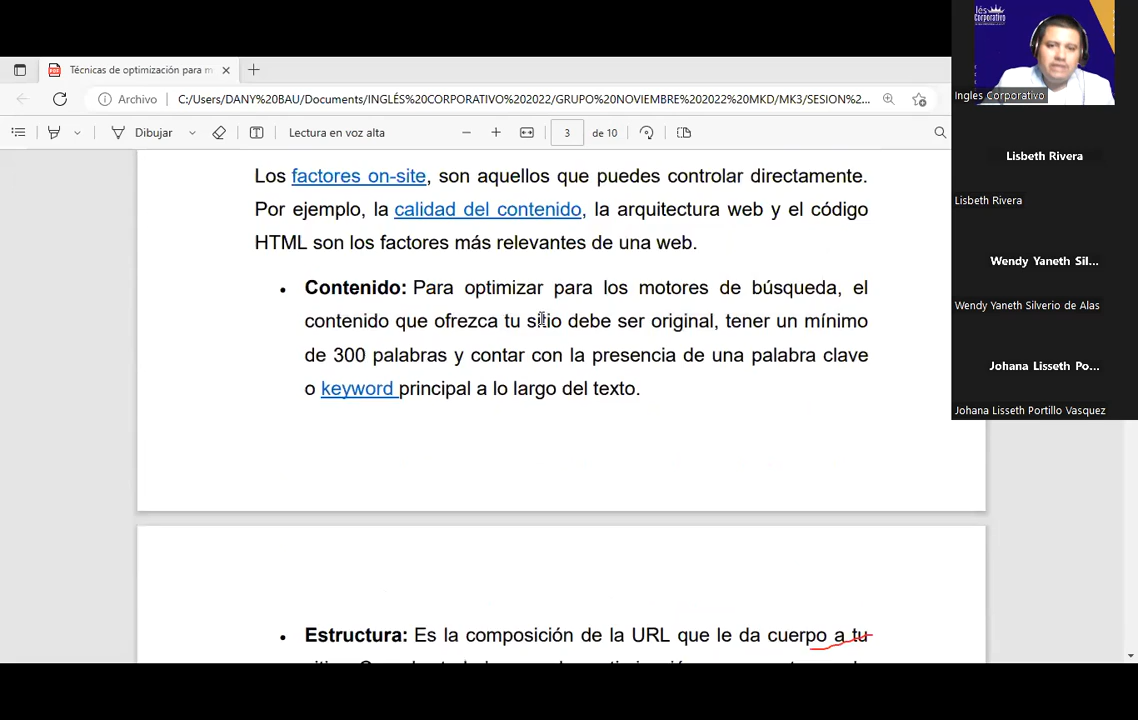 Técnicas de optimización para m
Archivo
C:/Users/DANY%20BAU/Documents/INGLÉS%20CORPORATIVO%202022/GRUPO%20NOVIEMBRE%202022%20MKD/MK3/SESION%2...
Dibujar
Lectura en voz alta
3
de 10
Los factores on-site, son aquellos que puedes controlar directamente.
Por ejemplo, la calidad del contenido, la arquitectura web y el código
HTML son los factores más relevantes de una web.
• Contenido: Para optimizar para los motores de búsqueda, el
contenido que ofrezca tu sitio debe ser original, tener un mínimo
de 300 palabras y contar con la presencia de una palabra clave
o keyword principal a lo largo del texto.
• Estructura: Es la composición de la URL que le da cuerpo a tu
lés
Corporativo
Ingles Corporativo
Lisbeth Rivera
Lisbeth Rivera
Wendy Yaneth Sil...
Wendy Yaneth Silverio de Alas
Johana Lisseth Po...
Johana Lisseth Portillo Vasquez